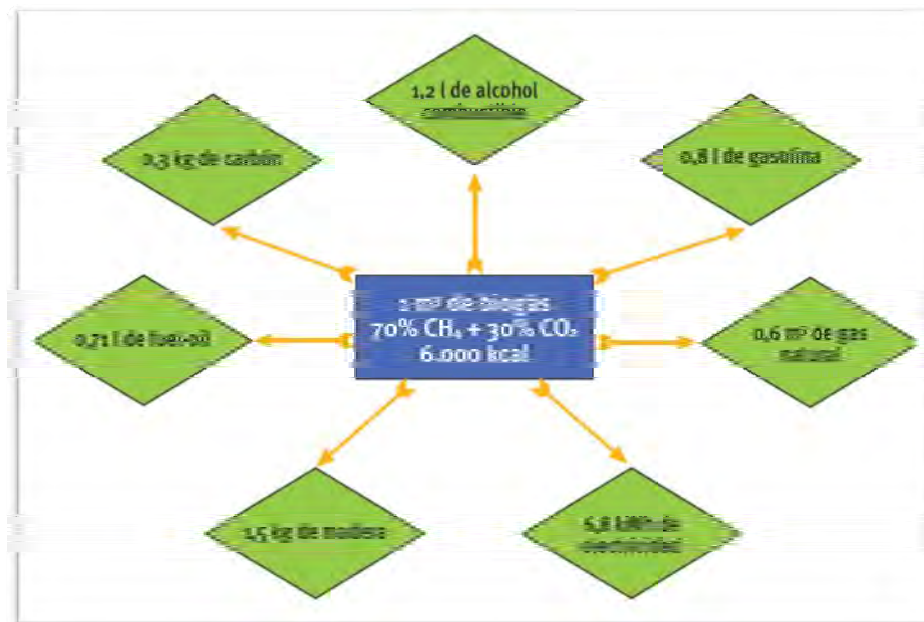 1,2 l de alcohol
combustible
0,3 kg de carbón
0,8 l de gasolina
1 m³ de biogás
70% CH₄ + 30% CO₂
6.000 kcal
0,71 l de fuel-oil
0,6 m³ de gas
natural
1,5 kg de madera
6,8 kWh de
electricidad